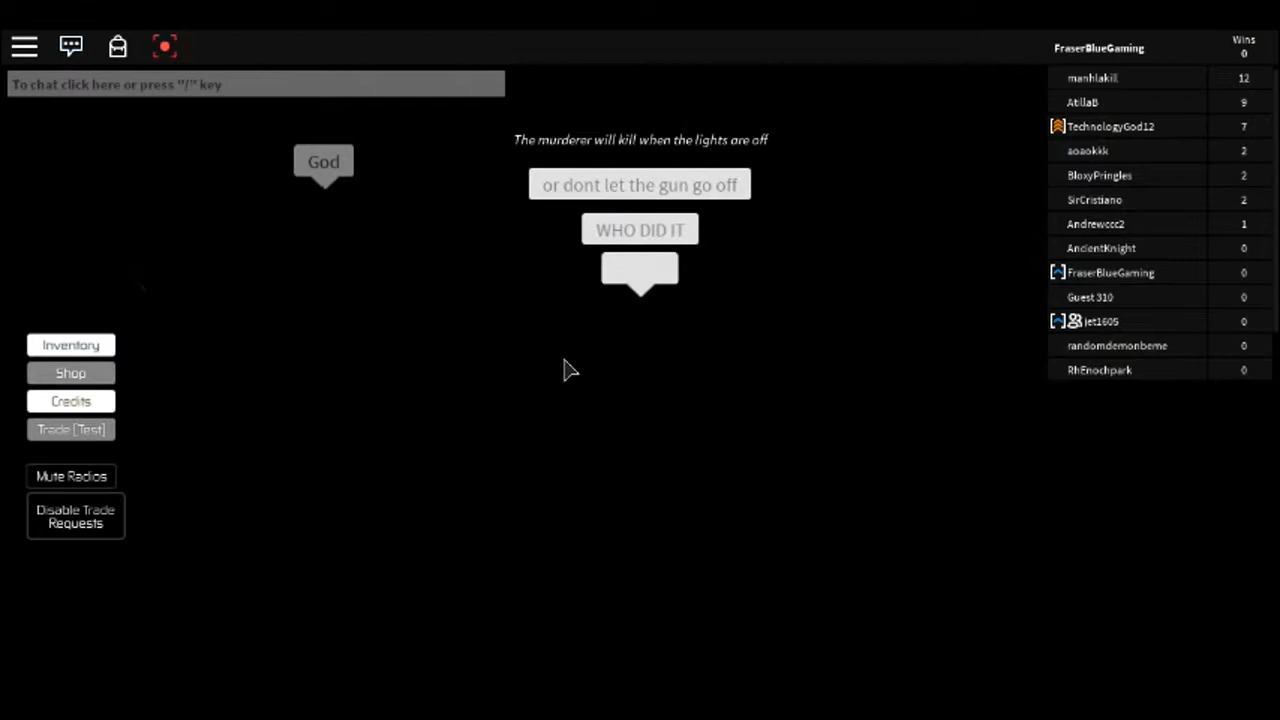 FraserBlueGaming
Wins
0
To chat click here or press "/" key
manhlakill 12
AtillaB 9
TechnologyGod12 7
aoaokkk 2
BloxyPringles 2
SirCristiano 2
Andrewccc2 1
AncientKnight 0
FraserBlueGaming 0
Guest 310 0
jet1605 0
randomdemonbeme 0
RhEnochpark 0
The murderer will kill when the lights are off
God
or dont let the gun go off
WHO DID IT
Inventory
Shop
Credits
Trade [Test]
Mute Radios
Disable Trade
Requests